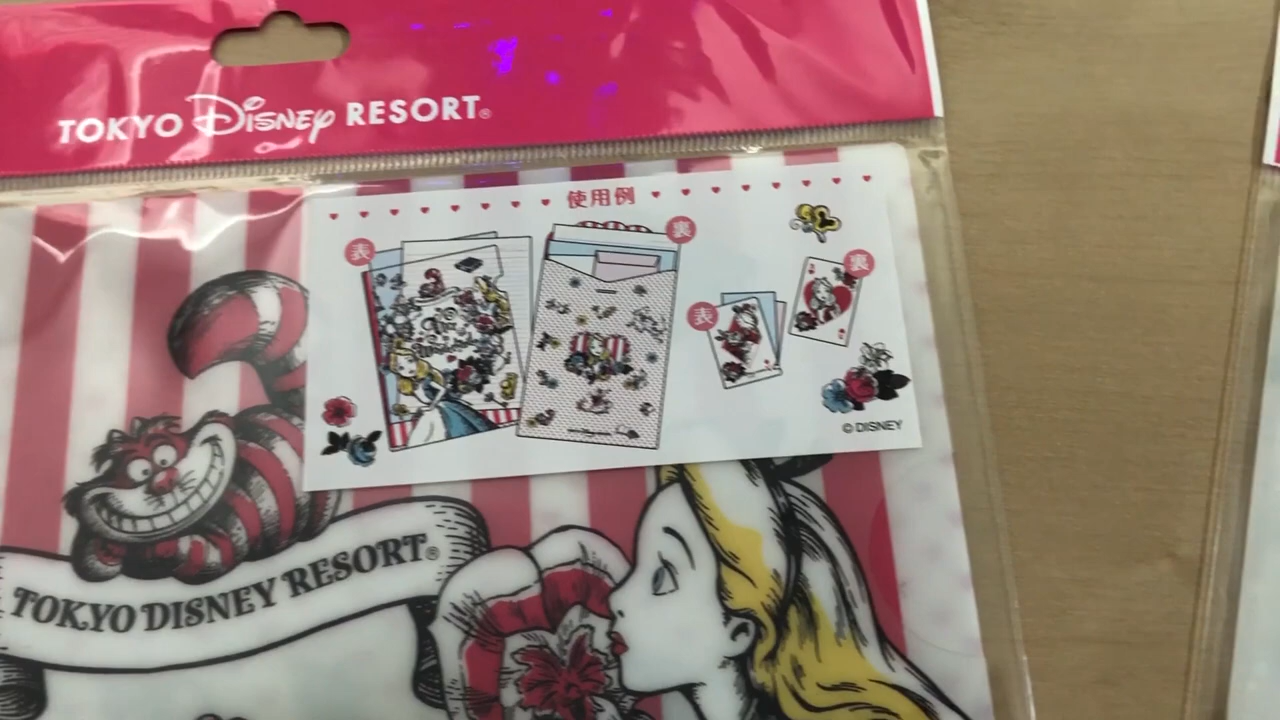 TOKYO Disney RESORT®
使用例
表
裏
表
裏
© DISNEY
TOKYO DISNEY RESORT®